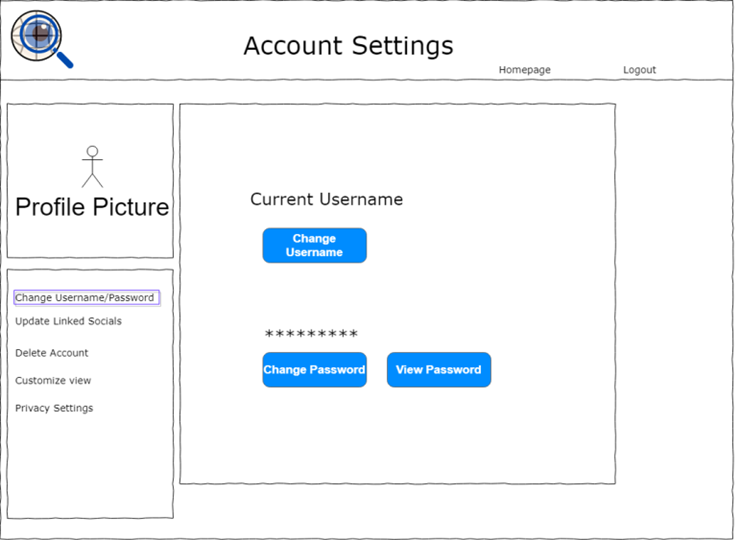 Account Settings
Homepage
Logout
Profile Picture
Change Username/Password
Update Linked Socials
Delete Account
Customize view
Privacy Settings
Current Username
Change
Username
*********
Change Password
View Password